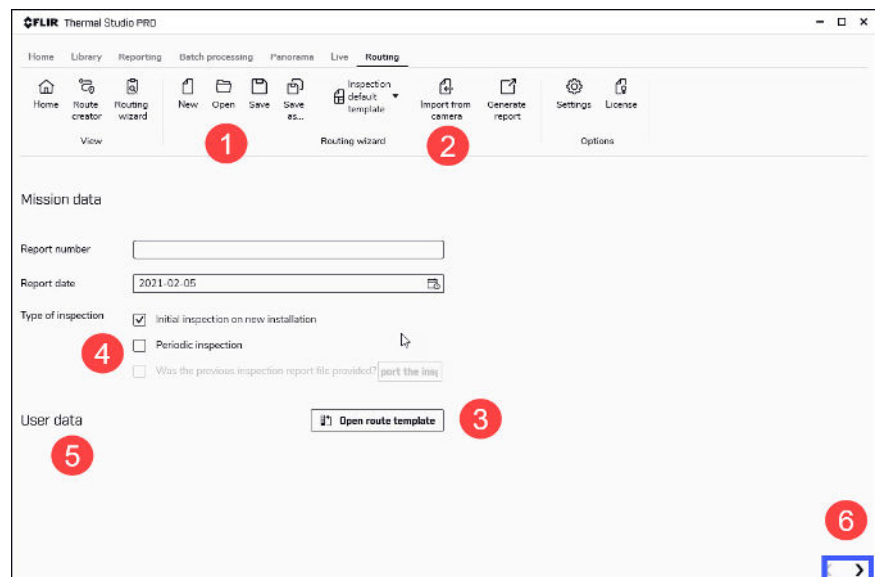 FLIR Thermal Studio PRO
Home Library Reporting Batch processing Panorama Live Routing
Home Route creator Routing wizard New Open Save Save as... Inspection default template Import from camera Generate report Settings License
View Routing wizard Options
1 2
Mission data
Report number
Report date 2021-02-05
Type of inspection Initial inspection on new installation
4 Periodic inspection
Was the previous inspection report file provided? port the insp
User data Open route template 3
5
6